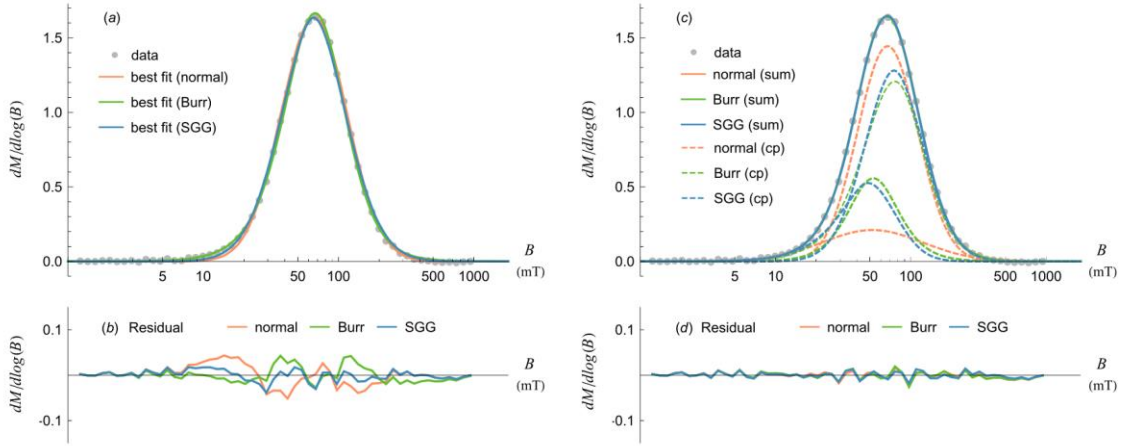 (a)
data
best fit (normal)
best fit (Burr)
best fit (SGG)
dM/dlog(B)
1.5
1.0
0.5
0.0
5 10 50 100 500 1000
B
(mT)
(b) Residual normal Burr SGG
dM/dlog(B)
0.1
-0.1
B
(mT)
(c)
data
normal (sum)
Burr (sum)
SGG (sum)
normal (cp)
Burr (cp)
SGG (cp)
dM/dlog(B)
1.5
1.0
0.5
0.0
5 10 50 100 500 1000
B
(mT)
(d) Residual normal Burr SGG
dM/dlog(B)
0.1
-0.1
B
(mT)